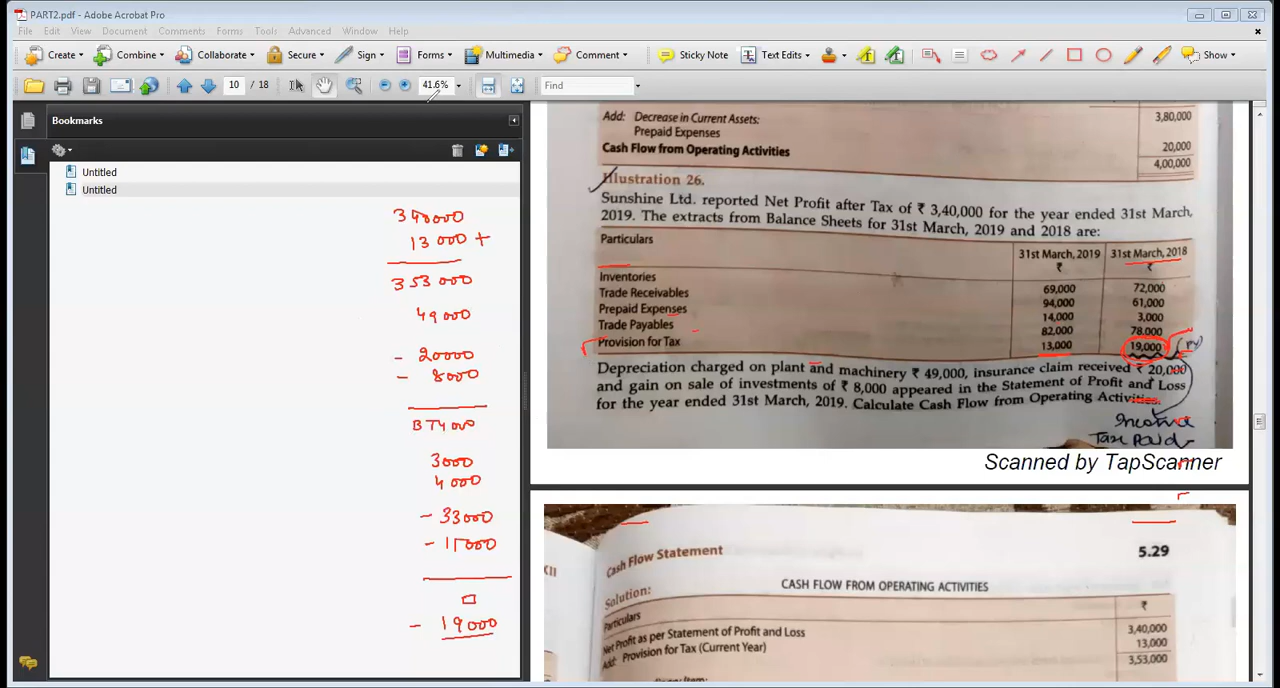 PART2.pdf - Adobe Acrobat Pro
File Edit View Document Comments Forms Tools Advanced Window Help
Create Combine Collaborate Secure Sign Forms Multimedia Comment Sticky Note Text Edits Show
10 / 18 41.6% Find
Bookmarks
Untitled
Untitled
340000
13000 +
353000
49000
- 20000
- 8000
374000
3000
4000
- 33000
- 11000
- 19000
Add: Decrease in Current Assets:
Prepaid Expenses
Cash Flow from Operating Activities
3,80,000
20,000
4,00,000
Illustration 26.
Sunshine Ltd. reported Net Profit after Tax of ₹ 3,40,000 for the year ended 31st March,
2019. The extracts from Balance Sheets for 31st March, 2019 and 2018 are:
Particulars 31st March, 2019 31st March, 2018
₹ ₹
Inventories 69,000 72,000
Trade Receivables 94,000 61,000
Prepaid Expenses 14,000 3,000
Trade Payables 82,000 78,000
Provision for Tax 13,000 19,000 (PY)
Depreciation charged on plant and machinery ₹ 49,000, insurance claim received ₹ 20,000
and gain on sale of investments of ₹ 8,000 appeared in the Statement of Profit and Loss
for the year ended 31st March, 2019. Calculate Cash Flow from Operating Activities.
Income
Tax Paid
Scanned by TapScanner
XII
Cash Flow Statement 5.29
Solution: CASH FLOW FROM OPERATING ACTIVITIES
Particulars ₹
Net Profit as per Statement of Profit and Loss 3,40,000
Add: Provision for Tax (Current Year) 13,000
3,53,000